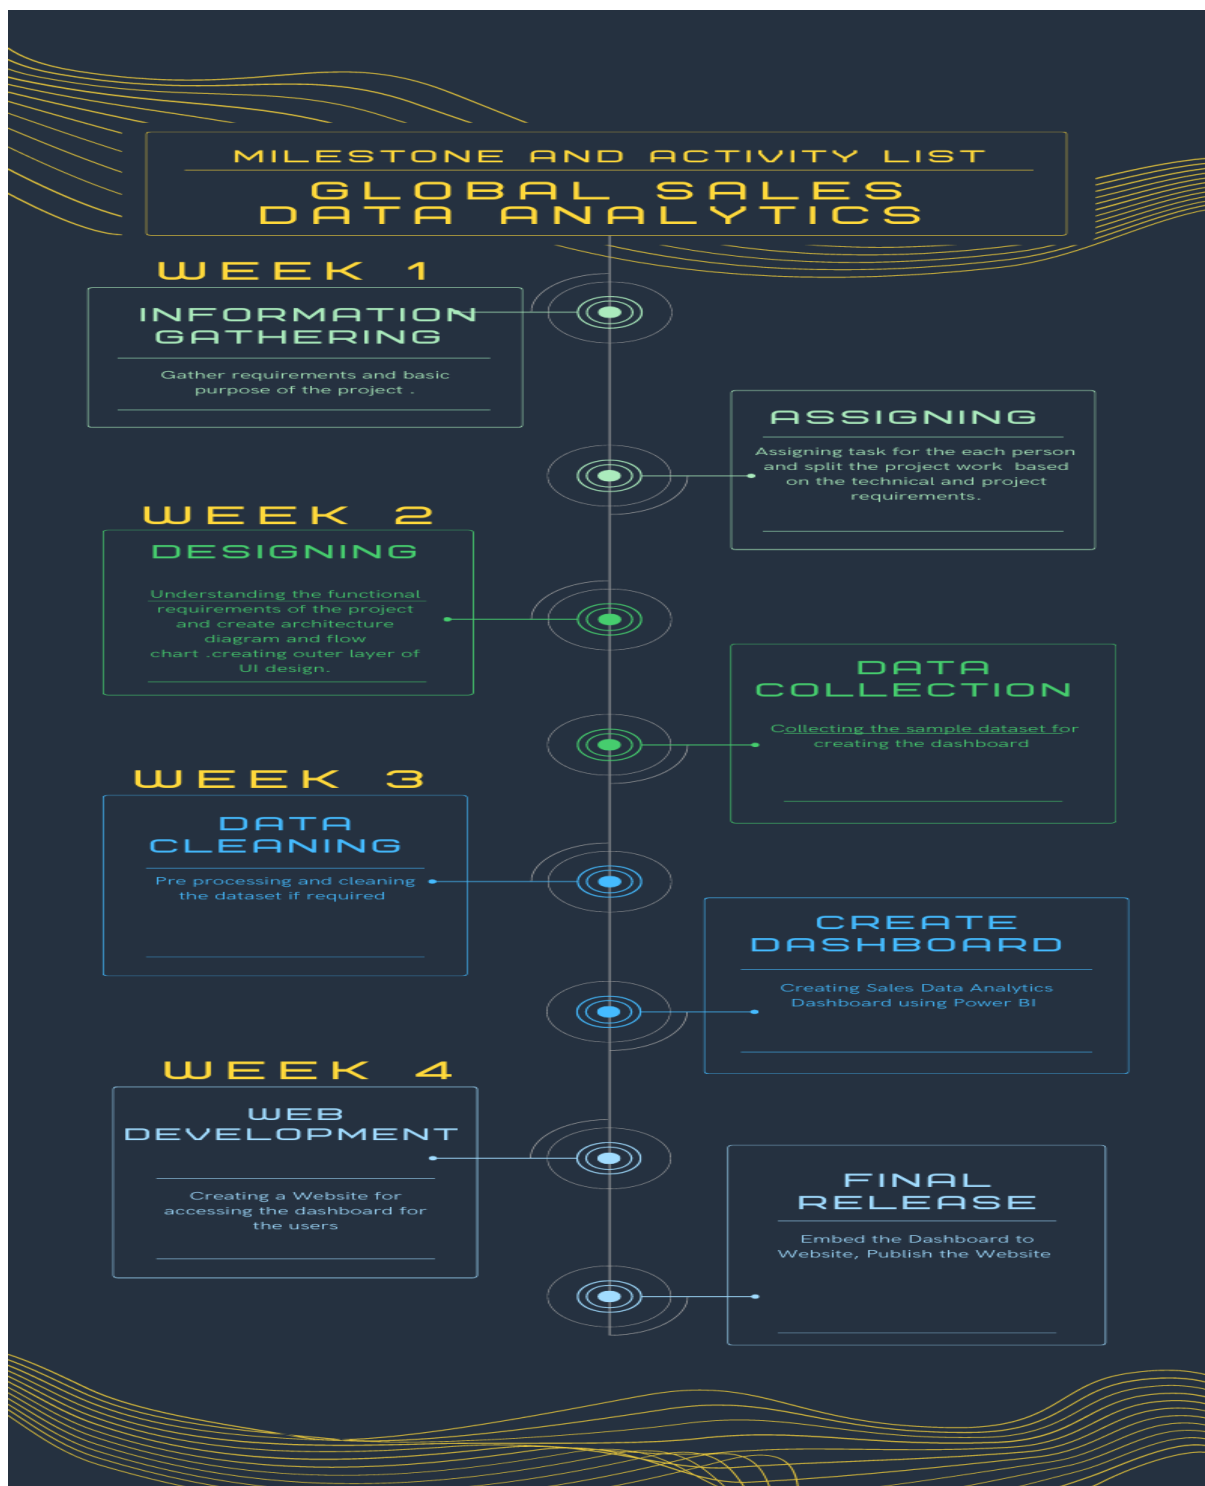 MILESTONE AND ACTIVITY LIST
GLOBAL SALES
DATA ANALYTICS
WEEK 1
INFORMATION
GATHERING
Gather requirements and basic
purpose of the project .
ASSIGNING
Assigning task for the each person
and split the project work based
on the technical and project
requirements.
WEEK 2
DESIGNING
Understanding the functional
requirements of the project
and create architecture
diagram and flow
chart .creating outer layer of
UI design.
DATA
COLLECTION
Collecting the sample dataset for
creating the dashboard
WEEK 3
DATA
CLEANING
Pre processing and cleaning
the dataset if required
CREATE
DASHBOARD
Creating Sales Data Analytics
Dashboard using Power BI
WEEK 4
WEB
DEVELOPMENT
Creating a Website for
accessing the dashboard for
the users
FINAL
RELEASE
Embed the Dashboard to
Website, Publish the Website